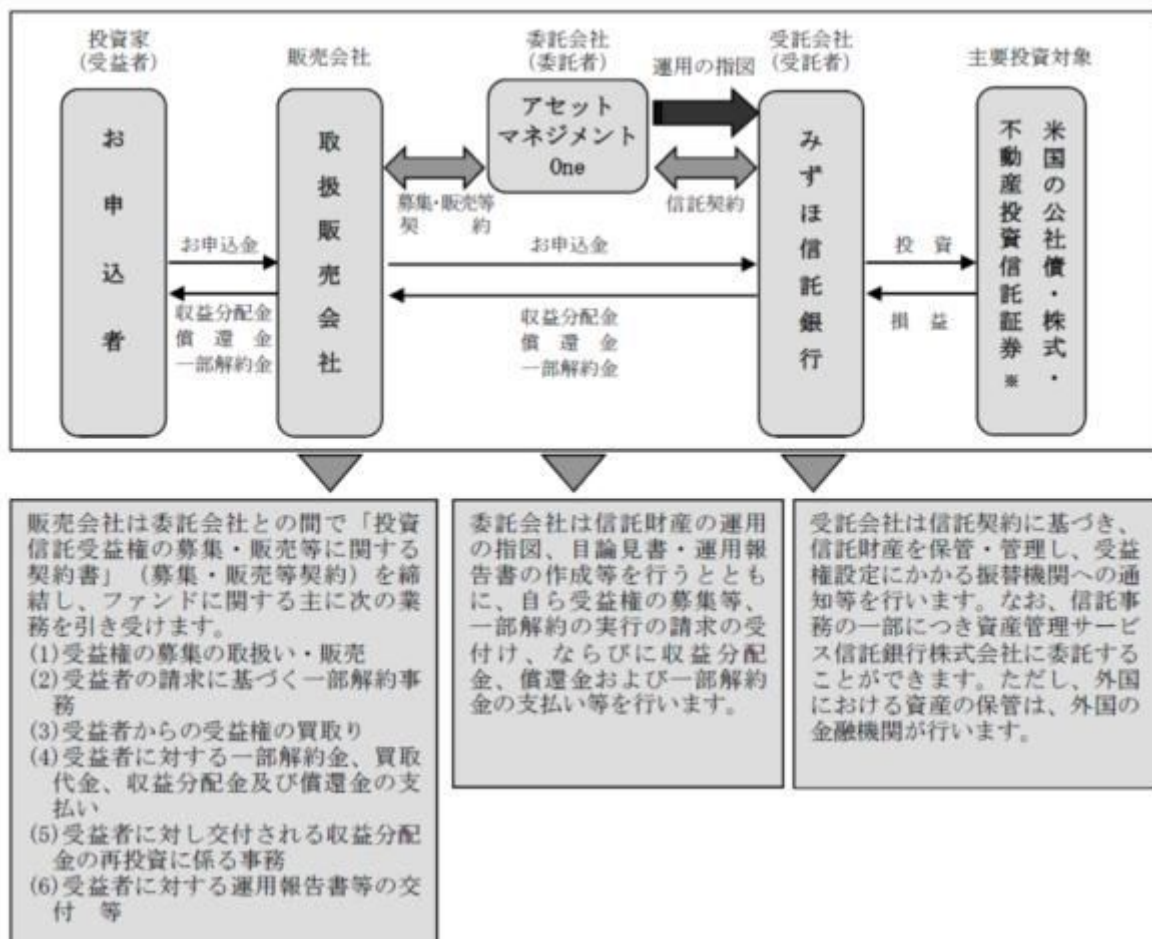 投資家
(受益者)
販売会社
委託会社
(委託者)
運用の指図
受託会社
(受託者)
主要投資対象
お申込者
取扱販売会社
アセット
マネジメント
One
みずほ信託銀行
米国の公社債・株式・
不動産投資信託証券※
募集・販売等
契約
信託契約
お申込金
収益分配金
償還金
一部解約金
お申込金
収益分配金
償還金
一部解約金
投資
損益
販売会社は委託会社との間で「投資
信託受益権の募集・販売等に関する
契約書」(募集・販売等契約)を締
結し、ファンドに関する主に次の業
務を引き受けます。
(1)受益権の募集の取扱い・販売
(2)受益者の請求に基づく一部解約事
務
(3)受益者からの受益権の買取り
(4)受益者に対する一部解約金、買取
代金、収益分配金及び償還金の支
払い
(5)受益者に対し交付される収益分配
金の再投資に係る事務
(6)受益者に対する運用報告書等の交
付 等
委託会社は信託財産の運用
の指図、目論見書・運用報
告書の作成等を行うととも
に、自ら受益権の募集等、
一部解約の実行の請求の受
付け、ならびに収益分配
金、償還金および一部解約
金の支払い等を行います。
受託会社は信託契約に基づき、
信託財産を保管・管理し、受益
権設定にかかる振替機関への通
知等を行います。なお、信託事
務の一部につき資産管理サービ
ス信託銀行株式会社に委託する
ことができます。ただし、外国
における資産の保管は、外国の
金融機関が行います。